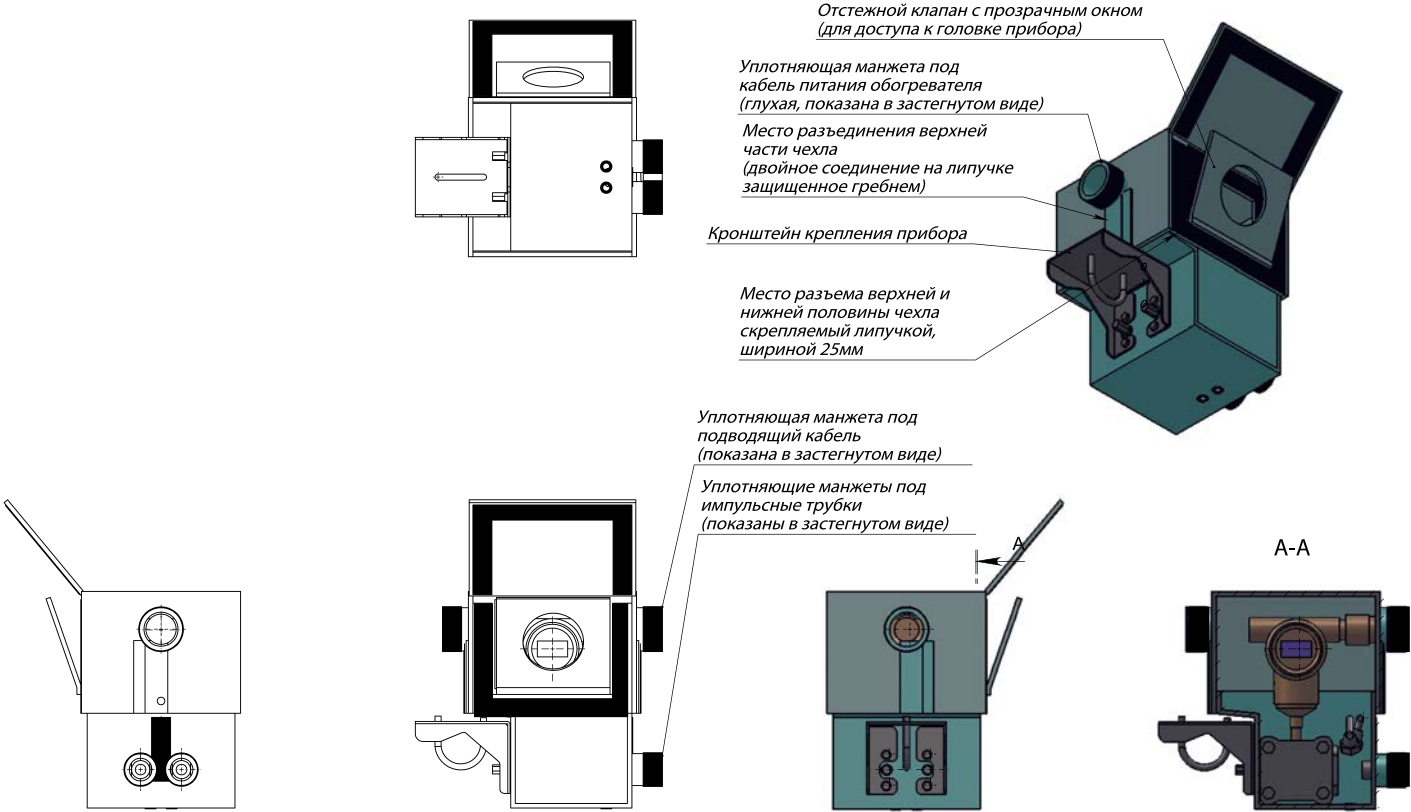 Отстежной клапан с прозрачным окном
(для доступа к головке прибора)
Уплотняющая манжета под
кабель питания обогревателя
(глухая, показана в застегнутом виде)
Место разъединения верхней
части чехла
(двойное соединение на липучке
защищенное гребнем)
Кронштейн крепления прибора
Место разъема верхней и
нижней половины чехла
скрепляемый липучкой,
шириной 25мм
Уплотняющая манжета под
подводящий кабель
(показана в застегнутом виде)
Уплотняющие манжеты под
импульсные трубки
(показаны в застегнутом виде)
А
А-А